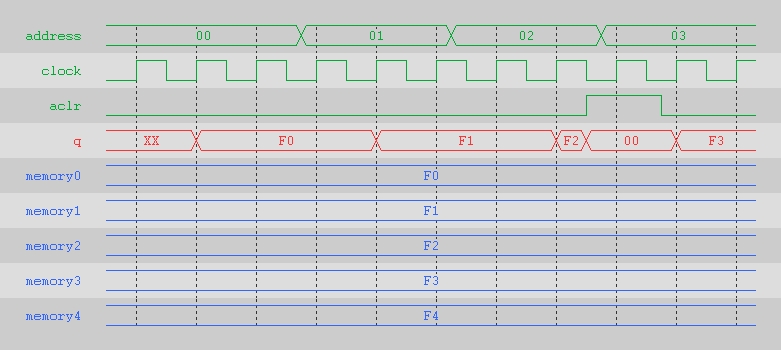 address 00 01 02 03
clock
aclr
q XX F0 F1 F2 00 F3
memory0 F0
memory1 F1
memory2 F2
memory3 F3
memory4 F4